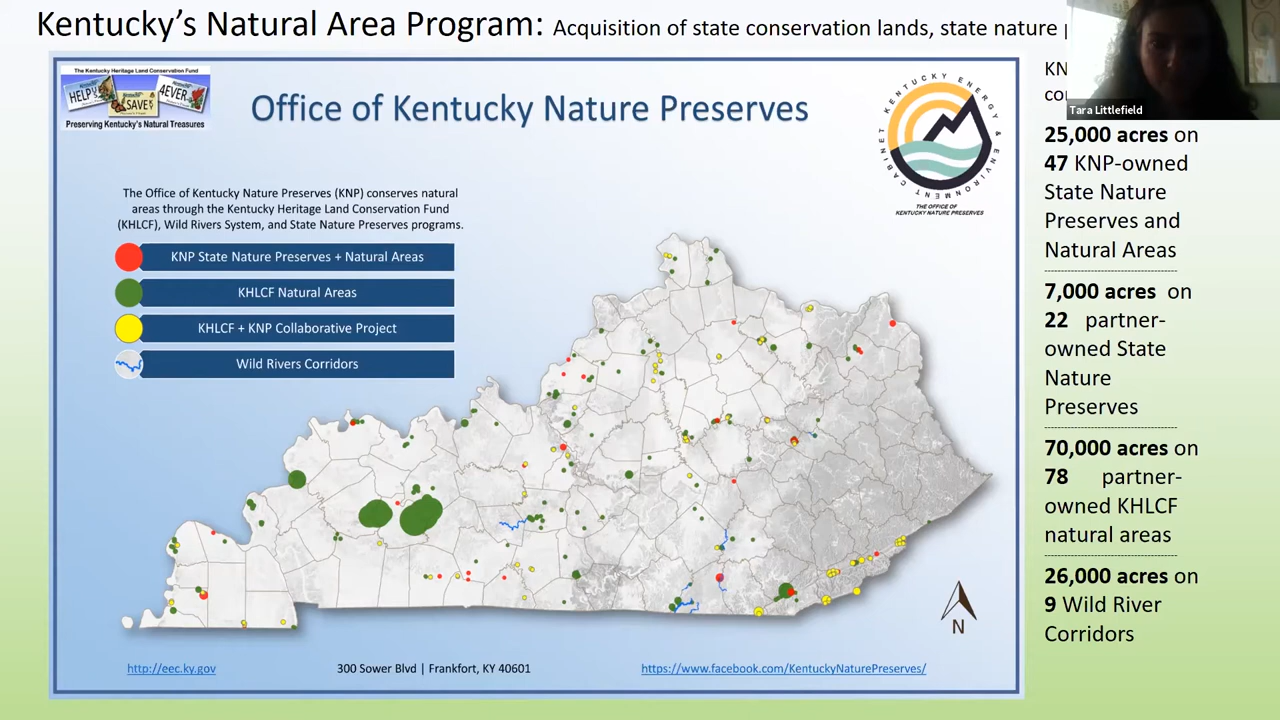 Kentucky's Natural Area Program: Acquisition of state conservation lands, state nature
The Kentucky Heritage Land Conservation Fund
HELP
SAVE
4EVER
Preserving Kentucky's Natural Treasures
Office of Kentucky Nature Preserves
KENTUCKY ENERGY & ENVIRONMENT CABINET
THE OFFICE OF
KENTUCKY NATURE PRESERVES
Tara Littlefield
The Office of Kentucky Nature Preserves (KNP) conserves natural
areas through the Kentucky Heritage Land Conservation Fund
(KHLCF), Wild Rivers System, and State Nature Preserves programs.
KNP State Nature Preserves + Natural Areas
KHLCF Natural Areas
KHLCF + KNP Collaborative Project
Wild Rivers Corridors
N
http://eec.ky.gov
300 Sower Blvd | Frankfort, KY 40601
https://www.facebook.com/KentuckyNaturePreserves/
25,000 acres on
47 KNP-owned
State Nature
Preserves and
Natural Areas
7,000 acres on
22 partner-
owned State
Nature
Preserves
70,000 acres on
78 partner-
owned KHLCF
natural areas
26,000 acres on
9 Wild River
Corridors